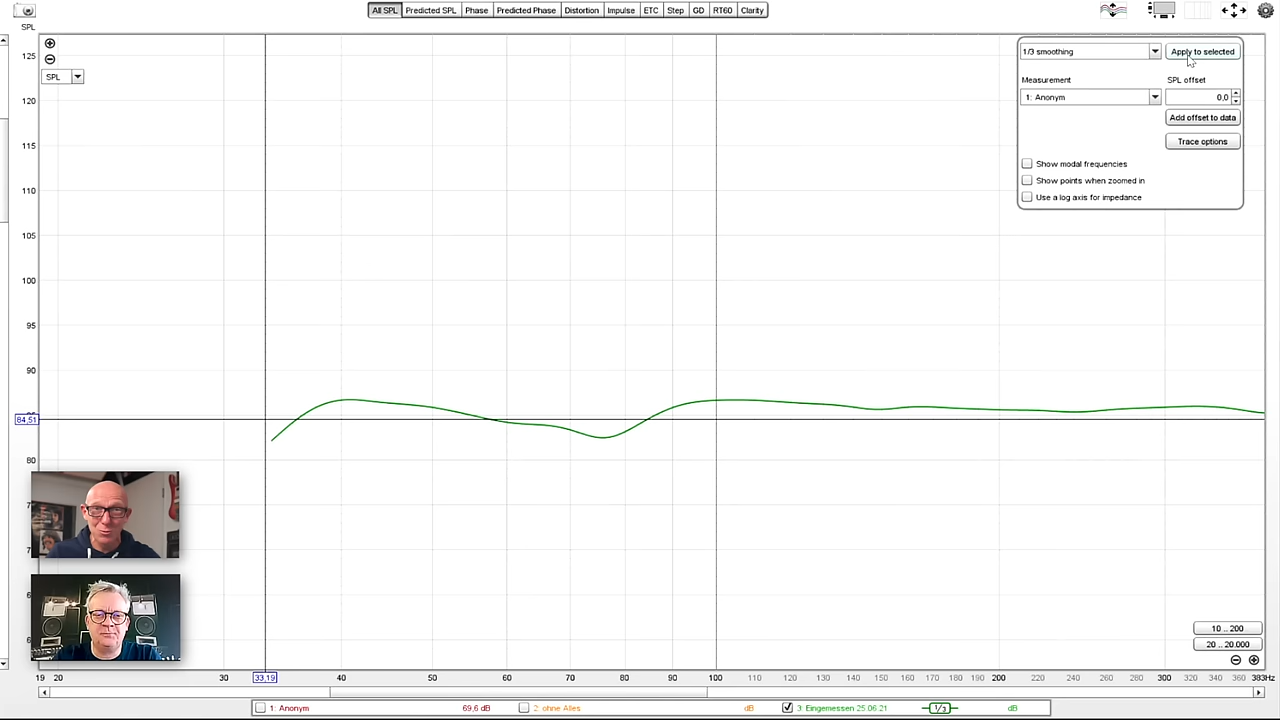 All SPL Predicted SPL Phase Predicted Phase Distortion Impulse ETC Step GD RT60 Clarity
SPL
SPL
1/3 smoothing Apply to selected
Measurement SPL offset
1: Anonym 0,0
Add offset to data
Trace options
Show modal frequencies
Show points when zoomed in
Use a log axis for impedance
125
120
115
110
105
100
95
90
84,51
80
10 .. 200
20 .. 20.000
19 20 30 33,19 40 50 60 70 80 90 100 110 120 130 140 150 160 170 180 190 200 220 240 260 280 300 320 340 360 383Hz
1: Anonym 69,6 dB 2: ohne Alles dB 3: Eingemessen 25.06.21 1/3 dB